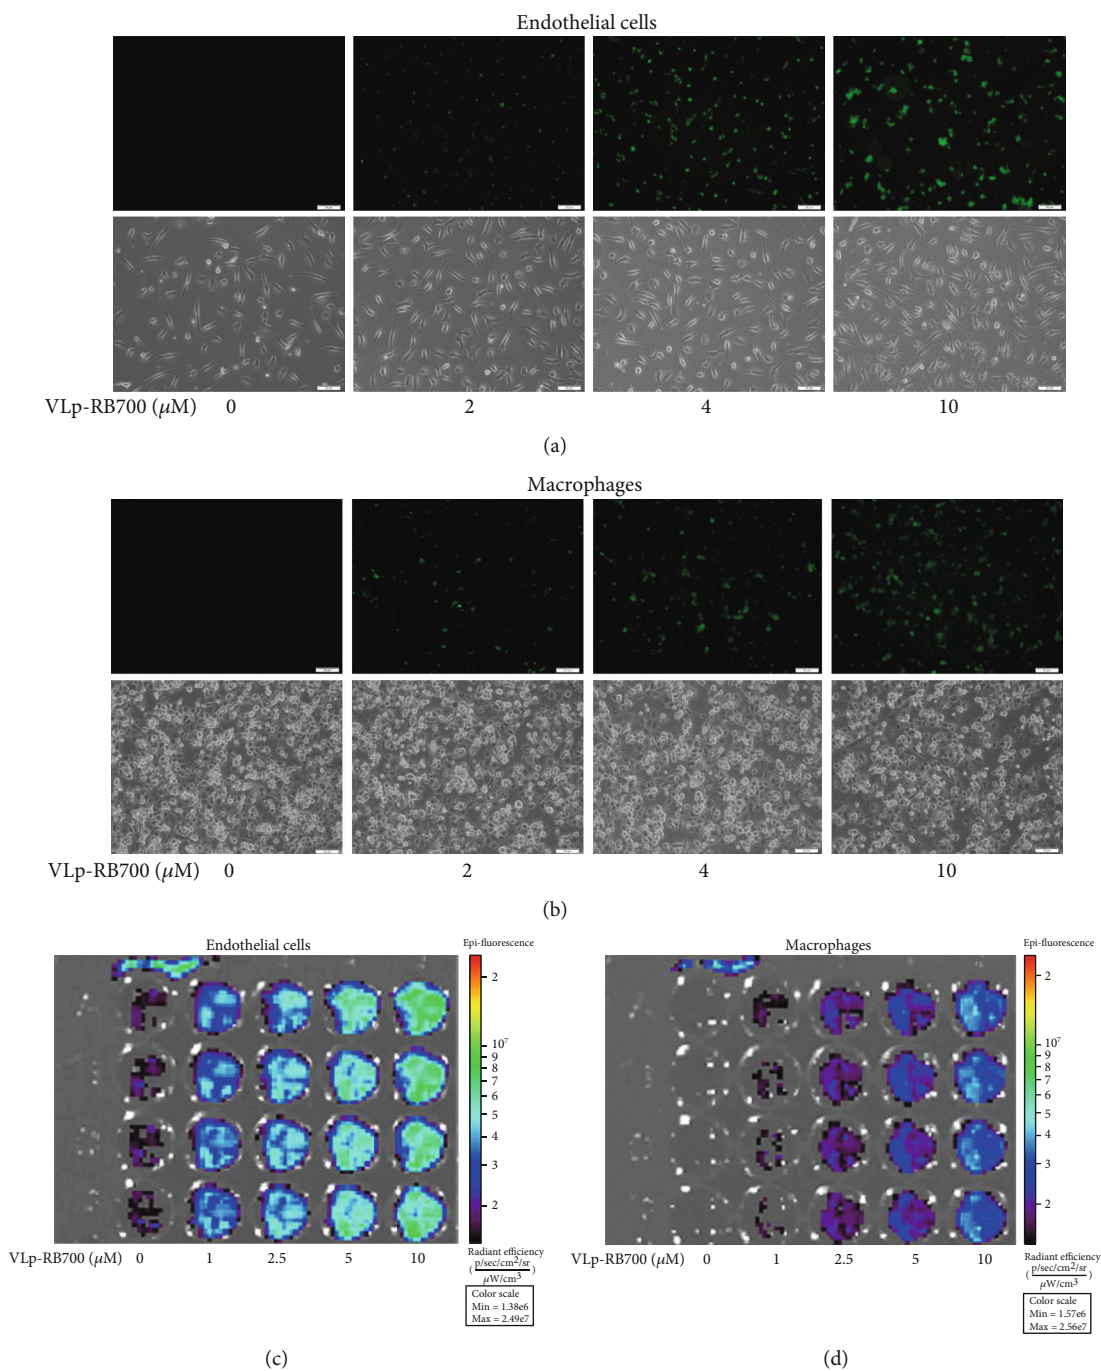 Endothelial cells
VLp-RB700 (μM) 0 2 4 10
(a)
Macrophages
VLp-RB700 (μM) 0 2 4 10
(b)
Endothelial cells
Epi-fluorescence
2
10⁷
9
8
7
6
5
4
3
2
VLp-RB700 (μM) 0 1 2.5 5 10
Radiant efficiency
( p/sec/cm2/sr )
μW/cm3
Color scale
Min = 1.38e6
Max = 2.49e7
(c)
Macrophages
Epi-fluorescence
2
10⁷
9
8
7
6
5
4
3
2
VLp-RB700 (μM) 0 1 2.5 5 10
Radiant efficiency
( p/sec/cm2/sr )
μW/cm3
Color scale
Min = 1.57e6
Max = 2.56e7
(d)